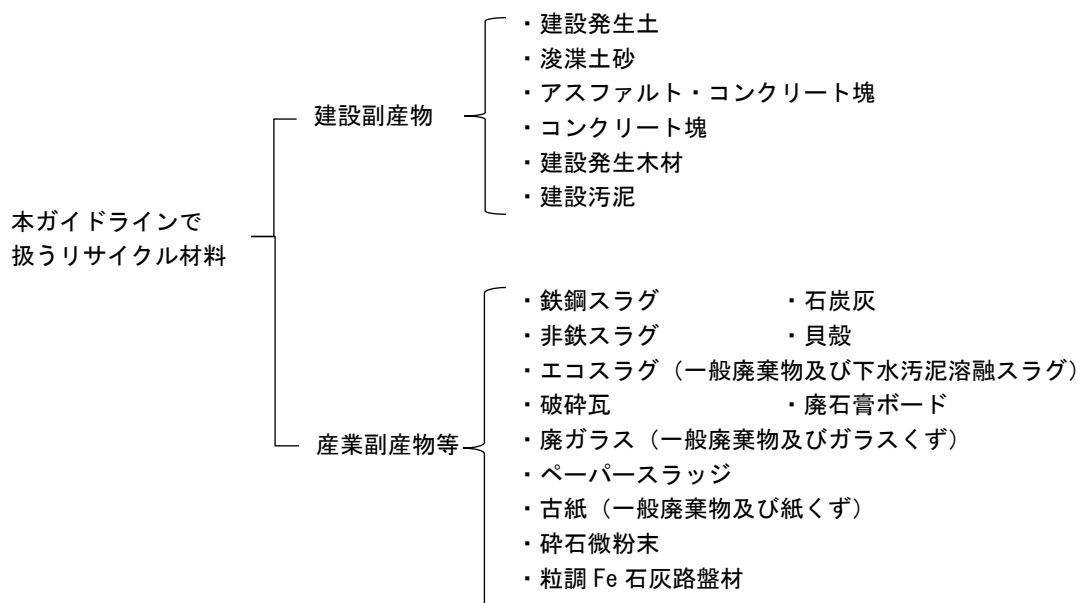 本ガイドラインで
扱うリサイクル材料
建設副産物
・建設発生土
・浚渫土砂
・アスファルト・コンクリート塊
・コンクリート塊
・建設発生木材
・建設汚泥
産業副産物等
・鉄鋼スラグ ・石炭灰
・非鉄スラグ ・貝殻
・エコスラグ（一般廃棄物及び下水汚泥溶融スラグ）
・破砕瓦 ・廃石膏ボード
・廃ガラス（一般廃棄物及びガラスくず）
・ペーパースラッジ
・古紙（一般廃棄物及び紙くず）
・砕石微粉末
・粒調 Fe 石灰路盤材